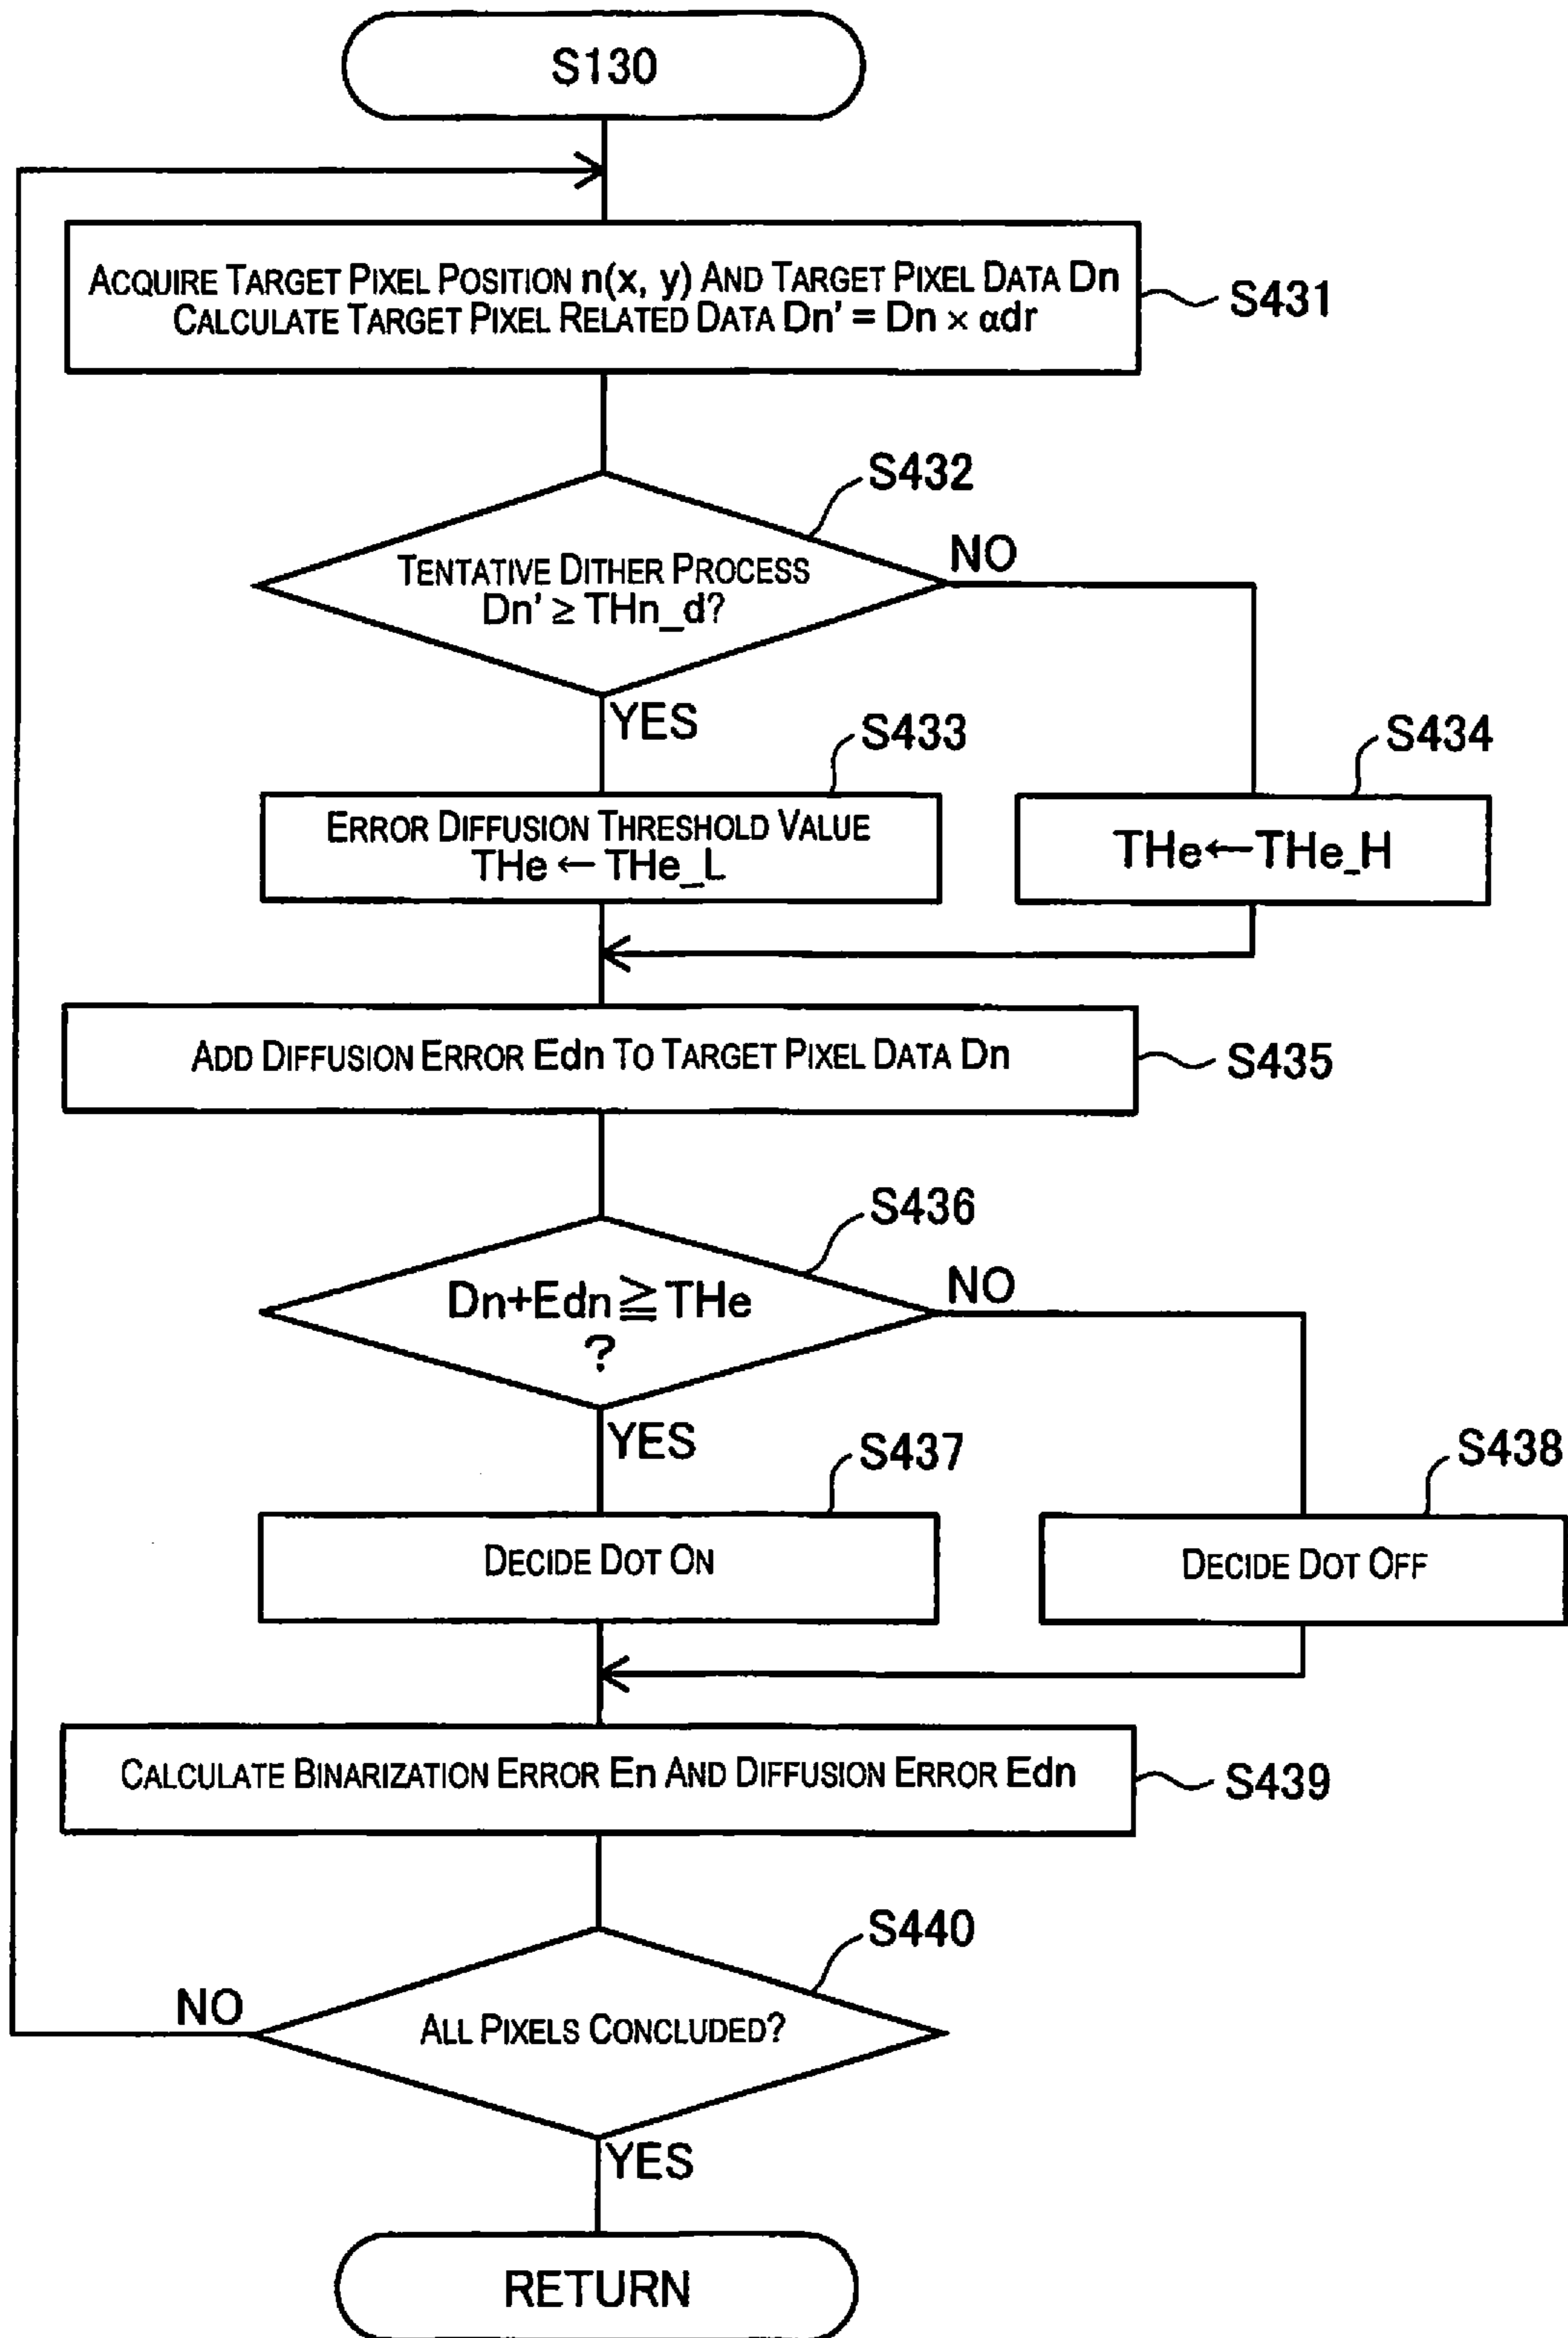 S130
ACQUIRE TARGET PIXEL POSITION n(x, y) AND TARGET PIXEL DATA Dn
CALCULATE TARGET PIXEL RELATED DATA Dn' = Dn × αdr
S431
S432
TENTATIVE DITHER PROCESS
Dn' ≥ THn_d?
NO
YES
S433
S434
ERROR DIFFUSION THRESHOLD VALUE
THe ← THe_L
THe←THe_H
ADD DIFFUSION ERROR Edn TO TARGET PIXEL DATA Dn
S435
S436
Dn+Edn≧THe
?
NO
YES
S437
S438
DECIDE DOT ON
DECIDE DOT OFF
CALCULATE BINARIZATION ERROR En AND DIFFUSION ERROR Edn
S439
S440
NO
ALL PIXELS CONCLUDED?
YES
RETURN